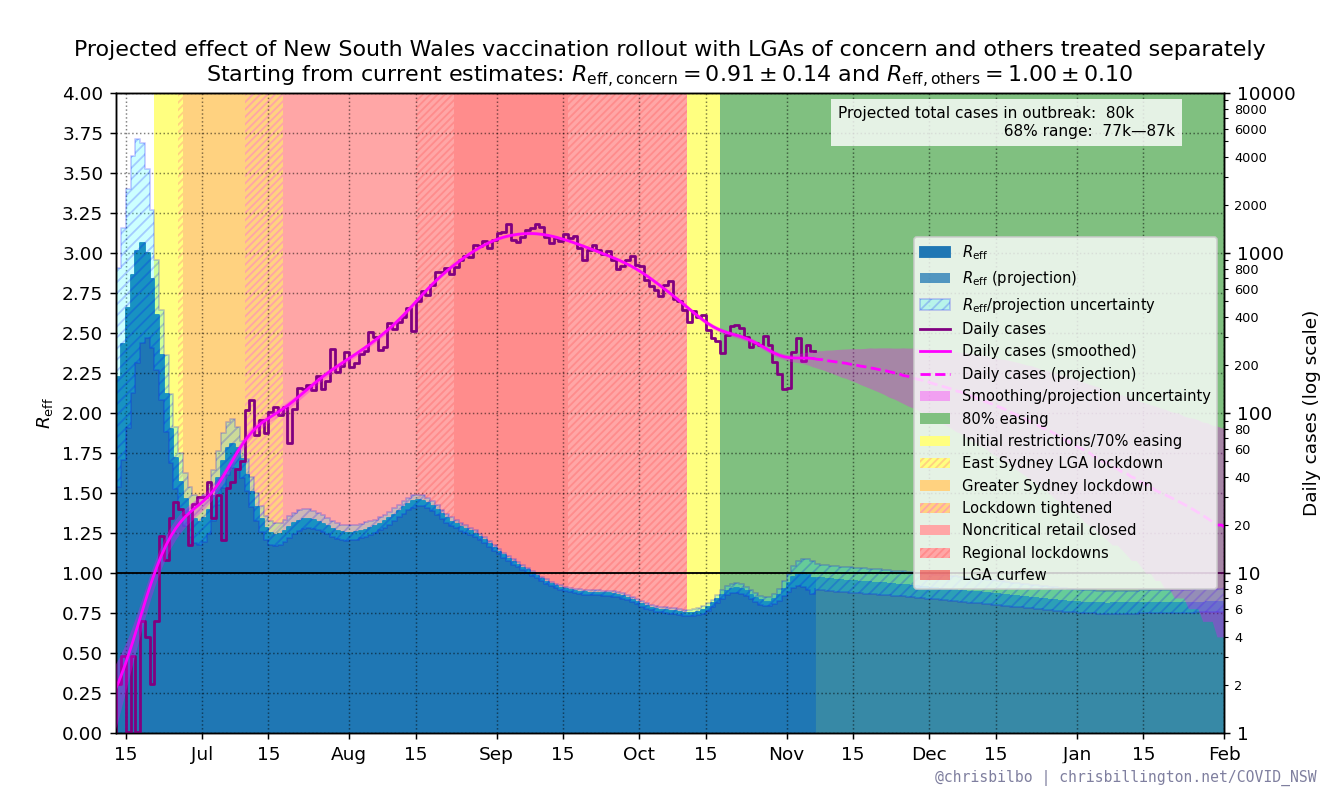 Projected effect of New South Wales vaccination rollout with LGAs of concern and others treated separately
Starting from current estimates: R_eff, concern = 0.91 ± 0.14 and R_eff, others = 1.00 ± 0.10
Projected total cases in outbreak: 80k
68% range: 77k—87k
4.00
3.75
3.50
3.25
3.00
2.75
2.50
2.25
2.00
1.75
1.50
1.25
1.00
0.75
0.50
0.25
0.00
R_eff
10000
8000
6000
4000
2000
1000
800
600
400
200
100
80
60
40
20
10
8
6
4
2
1
Daily cases (log scale)
R_eff
R_eff (projection)
R_eff/projection uncertainty
Daily cases
Daily cases (smoothed)
Daily cases (projection)
Smoothing/projection uncertainty
80% easing
Initial restrictions/70% easing
East Sydney LGA lockdown
Greater Sydney lockdown
Lockdown tightened
Noncritical retail closed
Regional lockdowns
LGA curfew
15 Jul 15 Aug 15 Sep 15 Oct 15 Nov 15 Dec 15 Jan 15 Feb
@chrisbilbo | chrisbillington.net/COVID_NSW